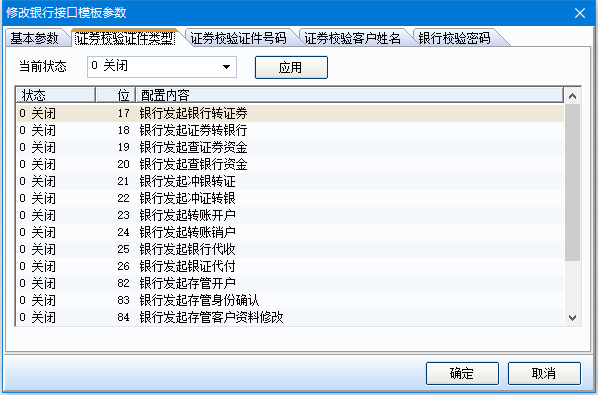 修改银行接口模板参数
基本参数 证券校验证件类型 证券校验证件号码 证券校验客户姓名 银行校验密码
当前状态 0 关闭 应用
状态 位 配置内容
0 关闭 17 银行发起银行转证券
0 关闭 18 银行发起证券转银行
0 关闭 19 银行发起查证券资金
0 关闭 20 银行发起查银行资金
0 关闭 21 银行发起冲银转证
0 关闭 22 银行发起冲证转银
0 关闭 23 银行发起转账开户
0 关闭 24 银行发起转账销户
0 关闭 25 银行发起银行代收
0 关闭 26 银行发起银证代付
0 关闭 82 银行发起存管开户
0 关闭 83 银行发起存管身份确认
0 关闭 84 银行发起存管客户资料修改
确定 取消